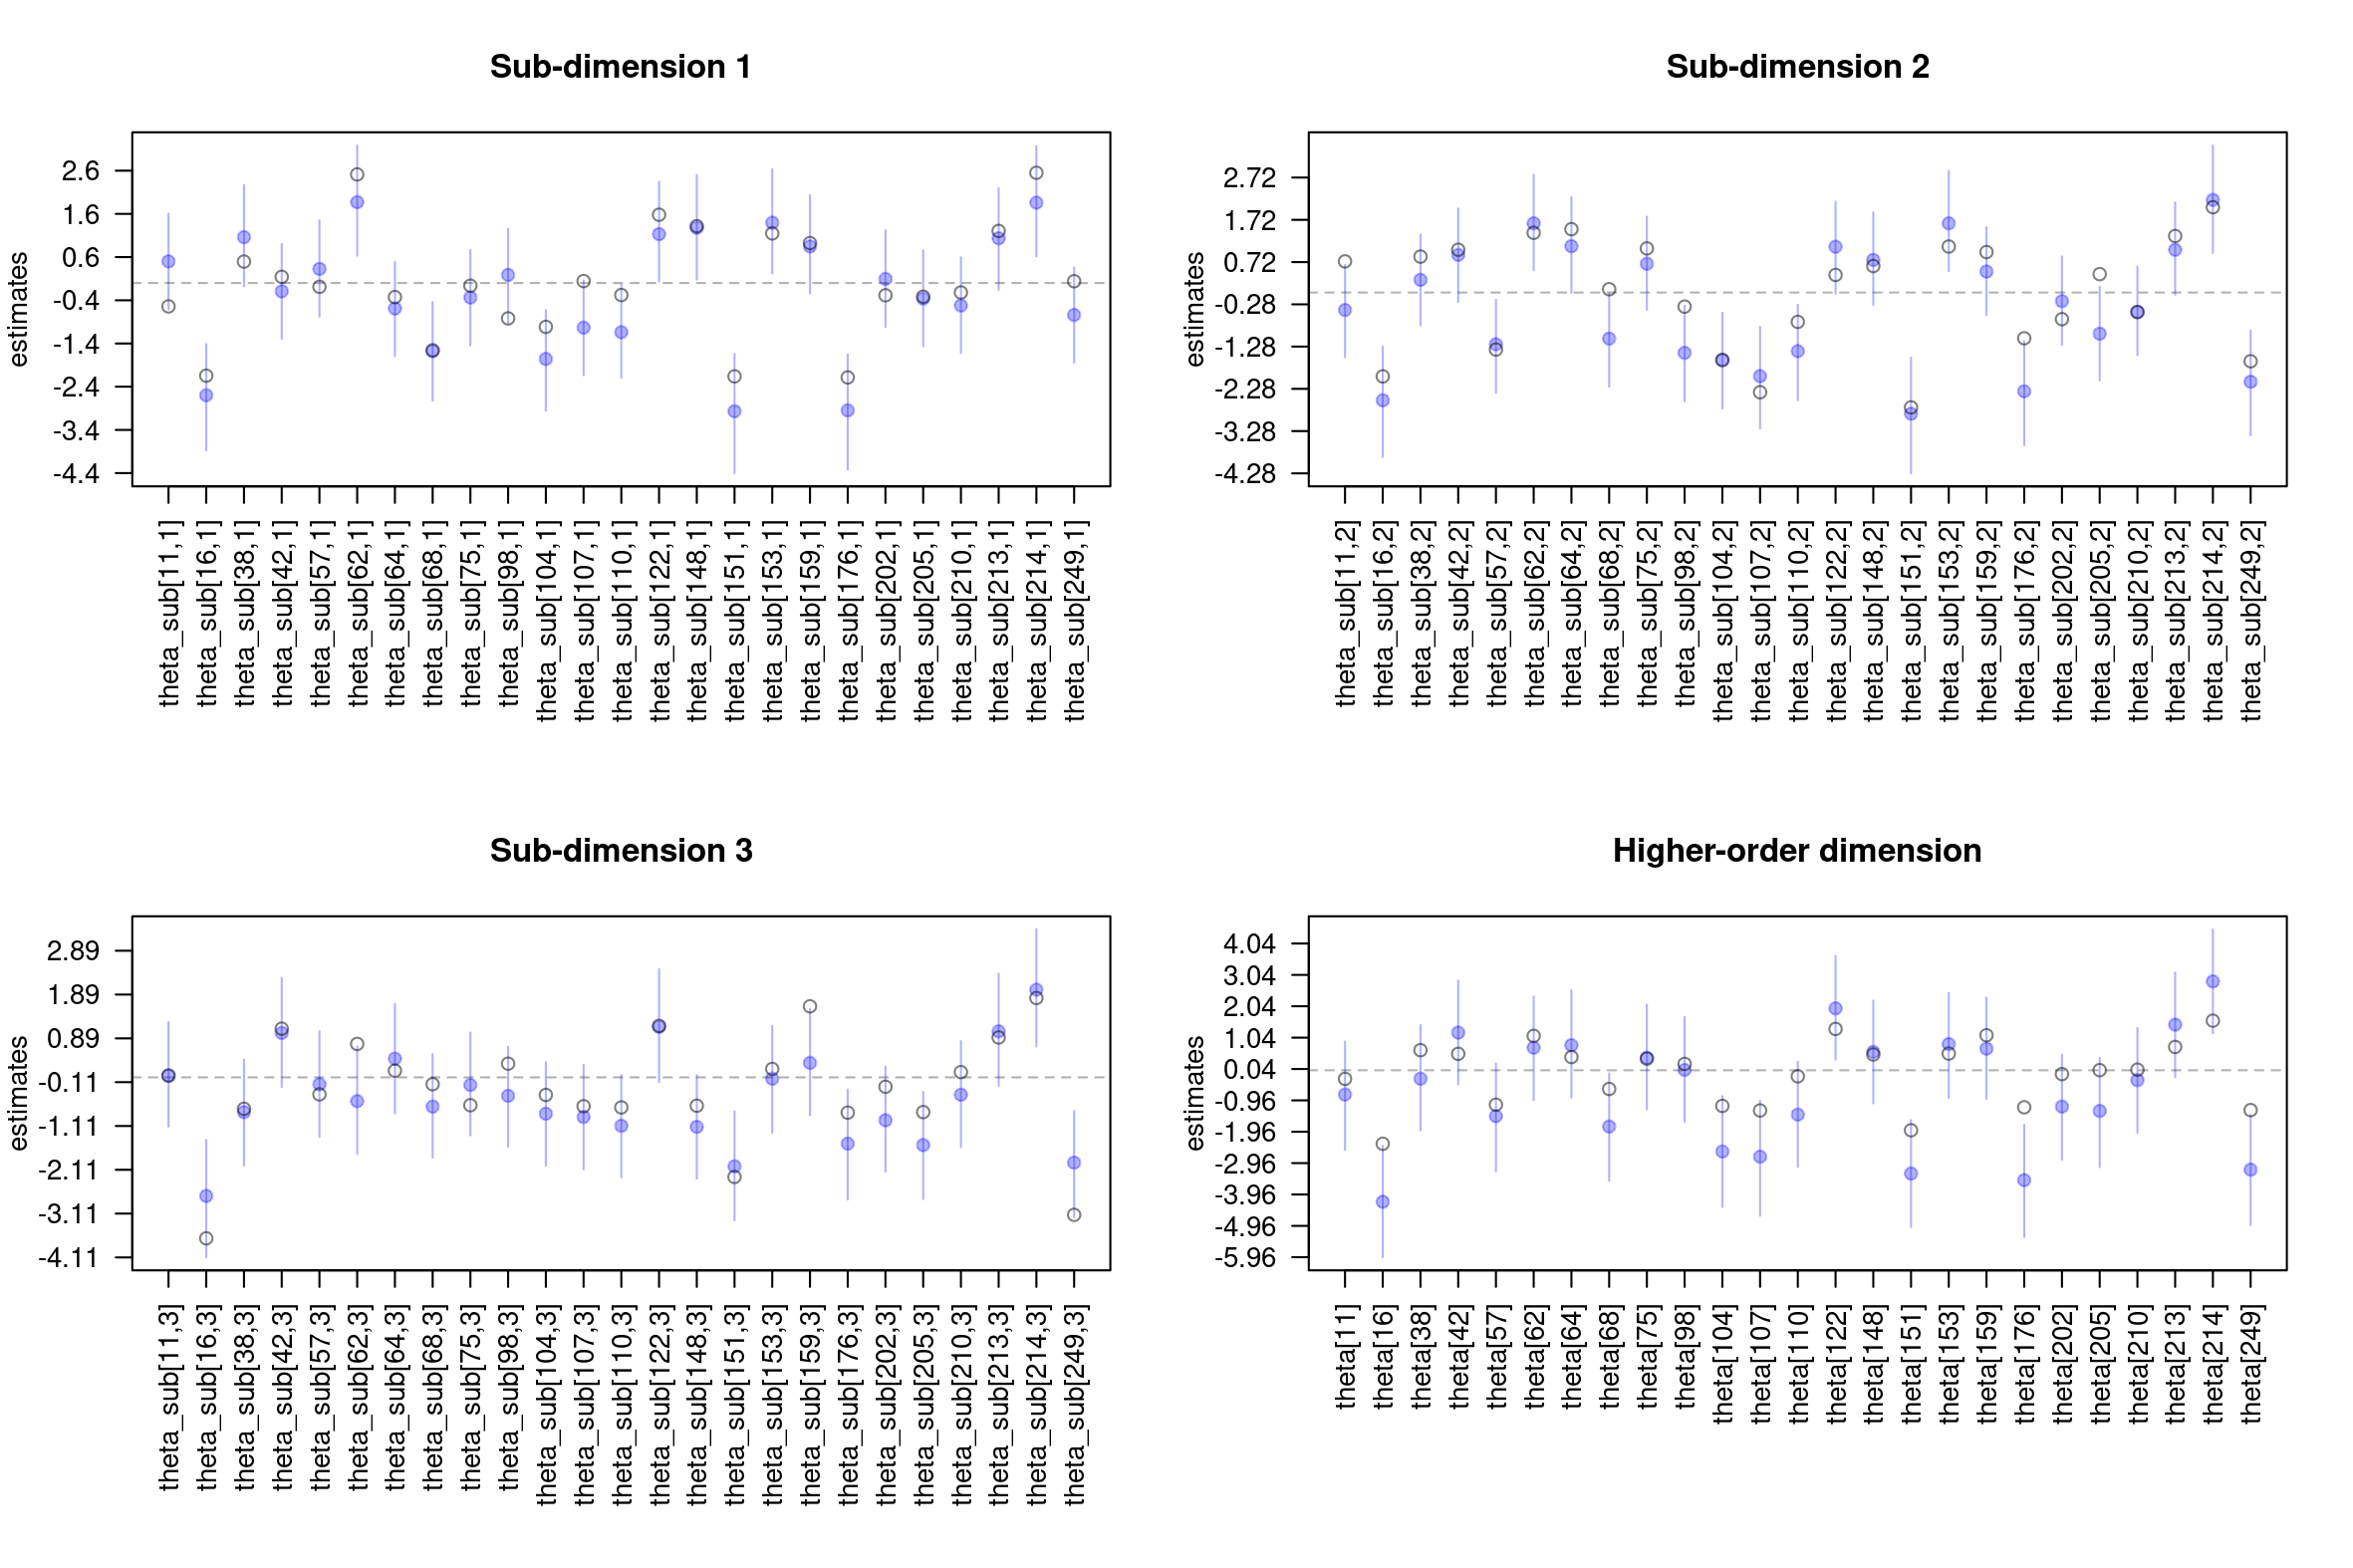 Sub-dimension 1
estimates
2.6
1.6
0.6
-0.4
-1.4
-2.4
-3.4
-4.4
theta_sub[11,1]
theta_sub[16,1]
theta_sub[38,1]
theta_sub[42,1]
theta_sub[57,1]
theta_sub[62,1]
theta_sub[64,1]
theta_sub[68,1]
theta_sub[75,1]
theta_sub[98,1]
theta_sub[104,1]
theta_sub[107,1]
theta_sub[110,1]
theta_sub[122,1]
theta_sub[148,1]
theta_sub[151,1]
theta_sub[153,1]
theta_sub[159,1]
theta_sub[176,1]
theta_sub[202,1]
theta_sub[205,1]
theta_sub[210,1]
theta_sub[213,1]
theta_sub[214,1]
theta_sub[249,1]
Sub-dimension 2
estimates
2.72
1.72
0.72
-0.28
-1.28
-2.28
-3.28
-4.28
theta_sub[11,2]
theta_sub[16,2]
theta_sub[38,2]
theta_sub[42,2]
theta_sub[57,2]
theta_sub[62,2]
theta_sub[64,2]
theta_sub[68,2]
theta_sub[75,2]
theta_sub[98,2]
theta_sub[104,2]
theta_sub[107,2]
theta_sub[110,2]
theta_sub[122,2]
theta_sub[148,2]
theta_sub[151,2]
theta_sub[153,2]
theta_sub[159,2]
theta_sub[176,2]
theta_sub[202,2]
theta_sub[205,2]
theta_sub[210,2]
theta_sub[213,2]
theta_sub[214,2]
theta_sub[249,2]
Sub-dimension 3
estimates
2.89
1.89
0.89
-0.11
-1.11
-2.11
-3.11
-4.11
theta_sub[11,3]
theta_sub[16,3]
theta_sub[38,3]
theta_sub[42,3]
theta_sub[57,3]
theta_sub[62,3]
theta_sub[64,3]
theta_sub[68,3]
theta_sub[75,3]
theta_sub[98,3]
theta_sub[104,3]
theta_sub[107,3]
theta_sub[110,3]
theta_sub[122,3]
theta_sub[148,3]
theta_sub[151,3]
theta_sub[153,3]
theta_sub[159,3]
theta_sub[176,3]
theta_sub[202,3]
theta_sub[205,3]
theta_sub[210,3]
theta_sub[213,3]
theta_sub[214,3]
theta_sub[249,3]
Higher-order dimension
estimates
4.04
3.04
2.04
1.04
0.04
-0.96
-1.96
-2.96
-3.96
-4.96
-5.96
theta[11]
theta[16]
theta[38]
theta[42]
theta[57]
theta[62]
theta[64]
theta[68]
theta[75]
theta[98]
theta[104]
theta[107]
theta[110]
theta[122]
theta[148]
theta[151]
theta[153]
theta[159]
theta[176]
theta[202]
theta[205]
theta[210]
theta[213]
theta[214]
theta[249]